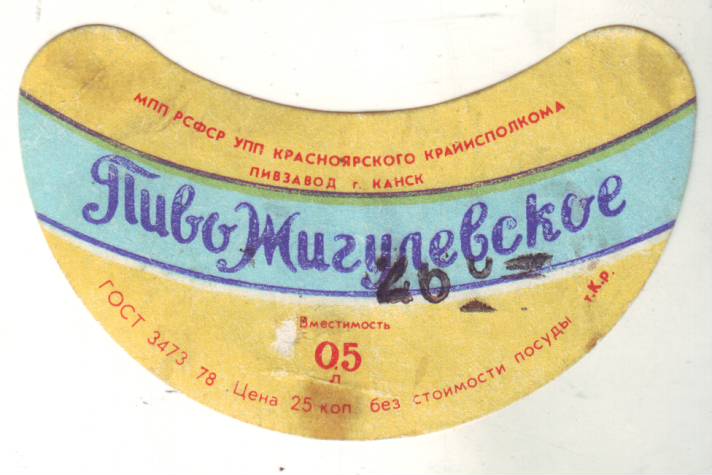 МПП РСФСР УПП КРАСНОЯРСКОГО КРАЙИСПОЛКОМА
ПИВЗАВОД г. КАНСК
Пиво Жигулевское
26
Вместимость
0,5
л
ГОСТ 3473 78 . Цена 25 коп. без стоимости посуды т.К.р.